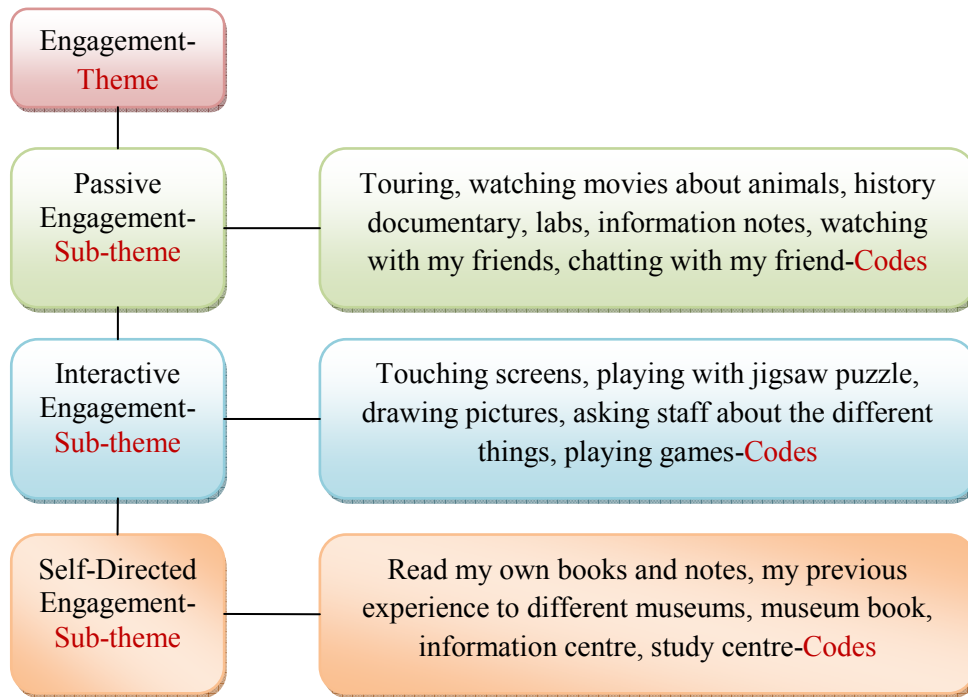 Engagement-
Theme
Passive
Engagement-
Sub-theme
Touring, watching movies about animals, history
documentary, labs, information notes, watching
with my friends, chatting with my friend-Codes
Interactive
Engagement-
Sub-theme
Touching screens, playing with jigsaw puzzle,
drawing pictures, asking staff about the different
things, playing games-Codes
Self-Directed
Engagement-
Sub-theme
Read my own books and notes, my previous
experience to different museums, museum book,
information centre, study centre-Codes